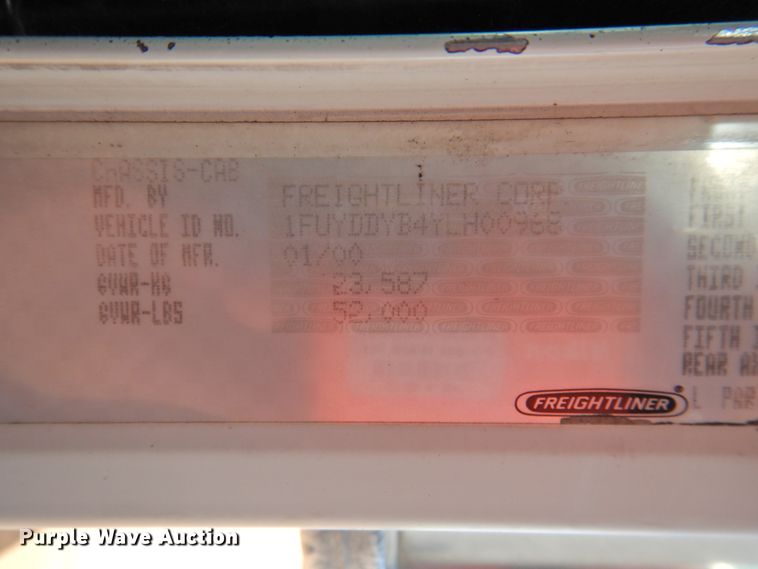 CHASSIS-CAB
MFD. BY FREIGHTLINER CORP.
VEHICLE ID NO. 1FUYDDYB4YLH00968
DATE OF MFR. 01/00
GVWR-KG 23,587
GVWR-LBS 52,000
FIRST
SECOND
THIRD
FOURTH
FIFTH
REAR
FREIGHTLINER
Purple Wave Auction